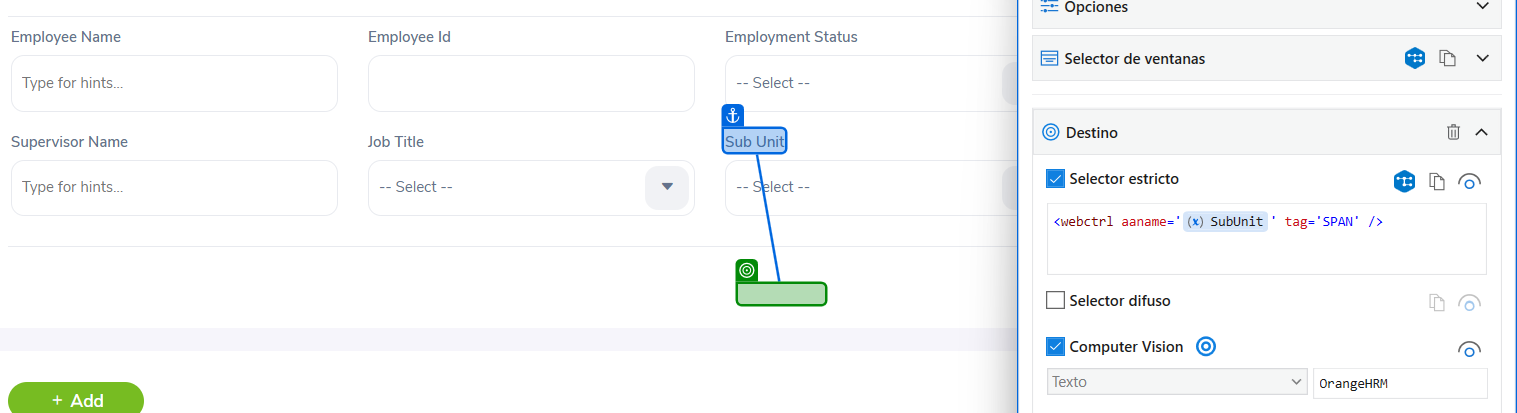 Employee Name
Employee Id
Employment Status
Type for hints...
-- Select --
Supervisor Name
Job Title
Sub Unit
Type for hints...
-- Select --
-- Select --
+ Add
Opciones
Selector de ventanas
Destino
Selector estricto
<webctrl aaname='(x) SubUnit ' tag='SPAN' />
Selector difuso
Computer Vision
Texto
OrangeHRM